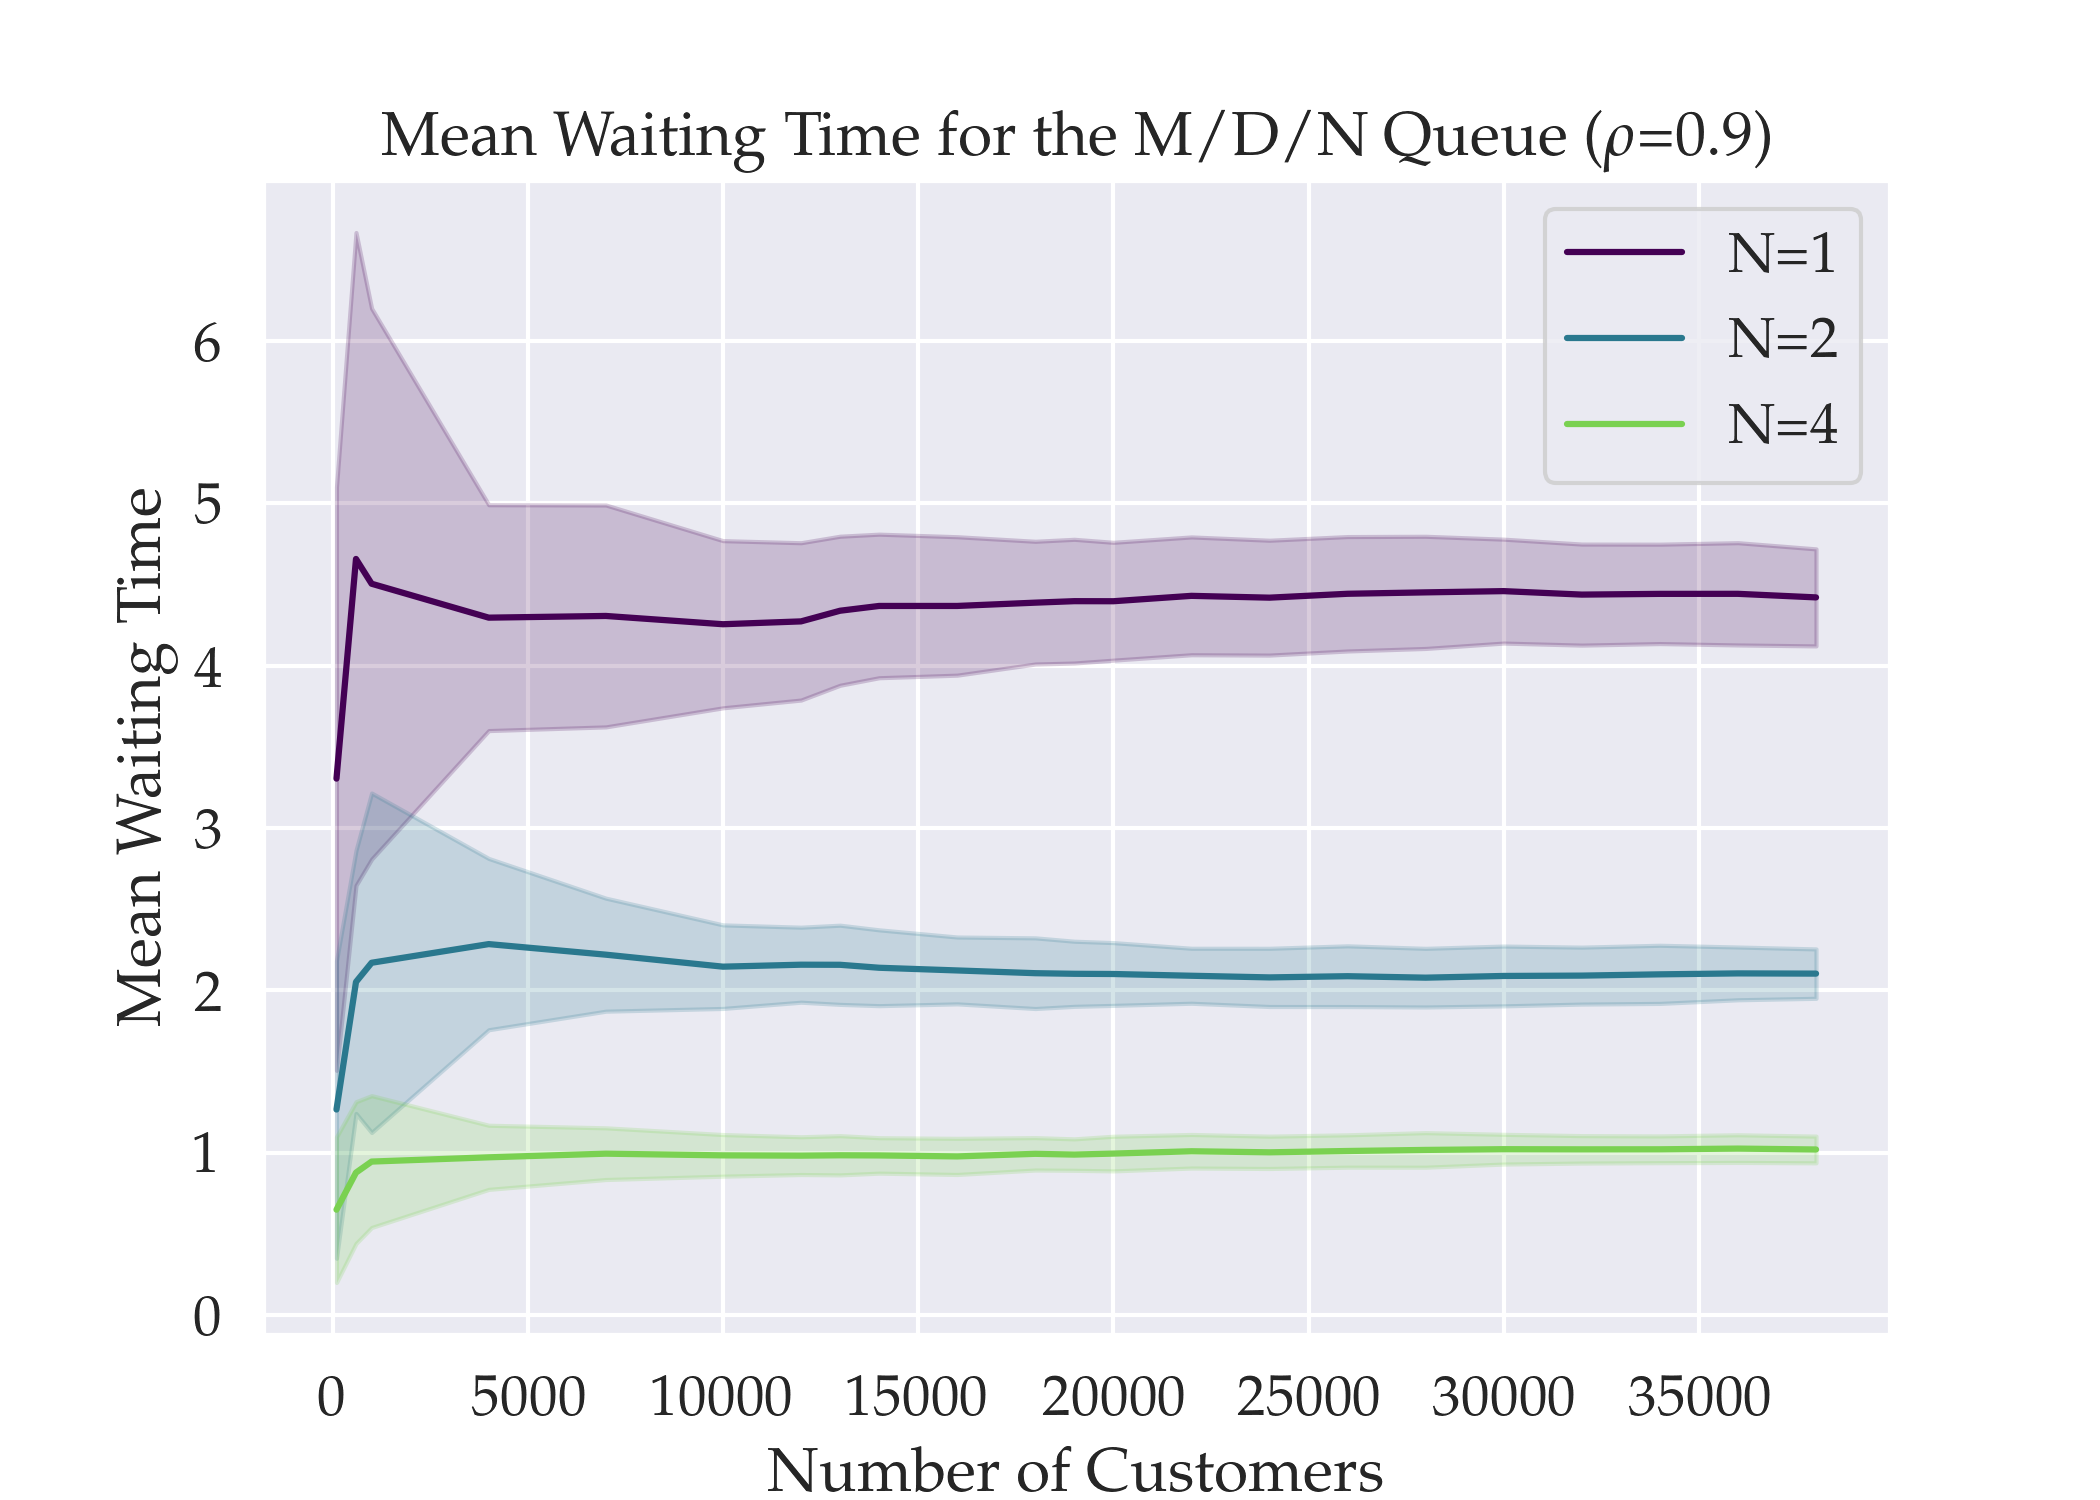 Mean Waiting Time for the M/D/N Queue (ρ=0.9)
N=1
N=2
N=4
Mean Waiting Time
6
5
4
3
2
1
0
0 5000 10000 15000 20000 25000 30000 35000
Number of Customers